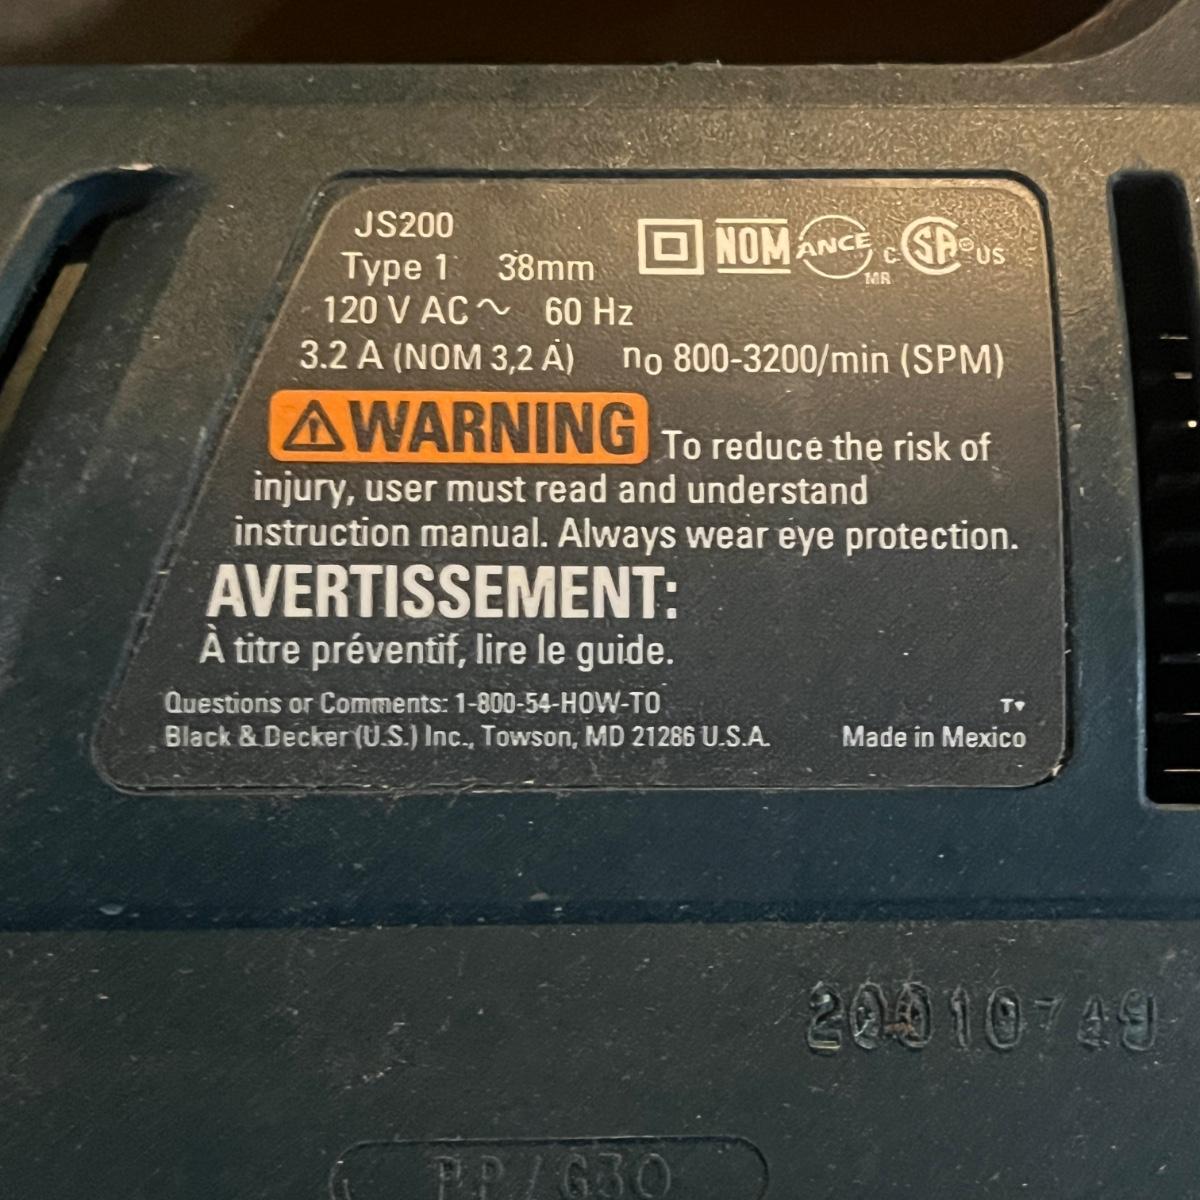 JS200
Type 1 38mm
NOM ANCE MR C SA ® US
120 V AC ~ 60 Hz
3.2 A (NOM 3,2 A) no 800-3200/min (SPM)
WARNING To reduce the risk of
injury, user must read and understand
instruction manual. Always wear eye protection.
AVERTISSEMENT:
À titre préventif, lire le guide.
Questions or Comments: 1-800-54-HOW-TO
Black & Decker (U.S.) Inc., Towson, MD 21286 U.S.A. Made in Mexico
PP/G30